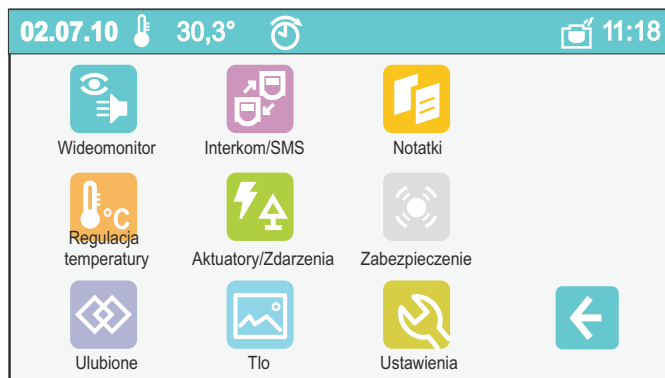 02.07.10 30,3° 11:18
Wideomonitor Interkom/SMS Notatki
°C
Regulacja
temperatury Aktuatory/Zdarzenia Zabezpieczenie
Ulubione Tlo Ustawienia